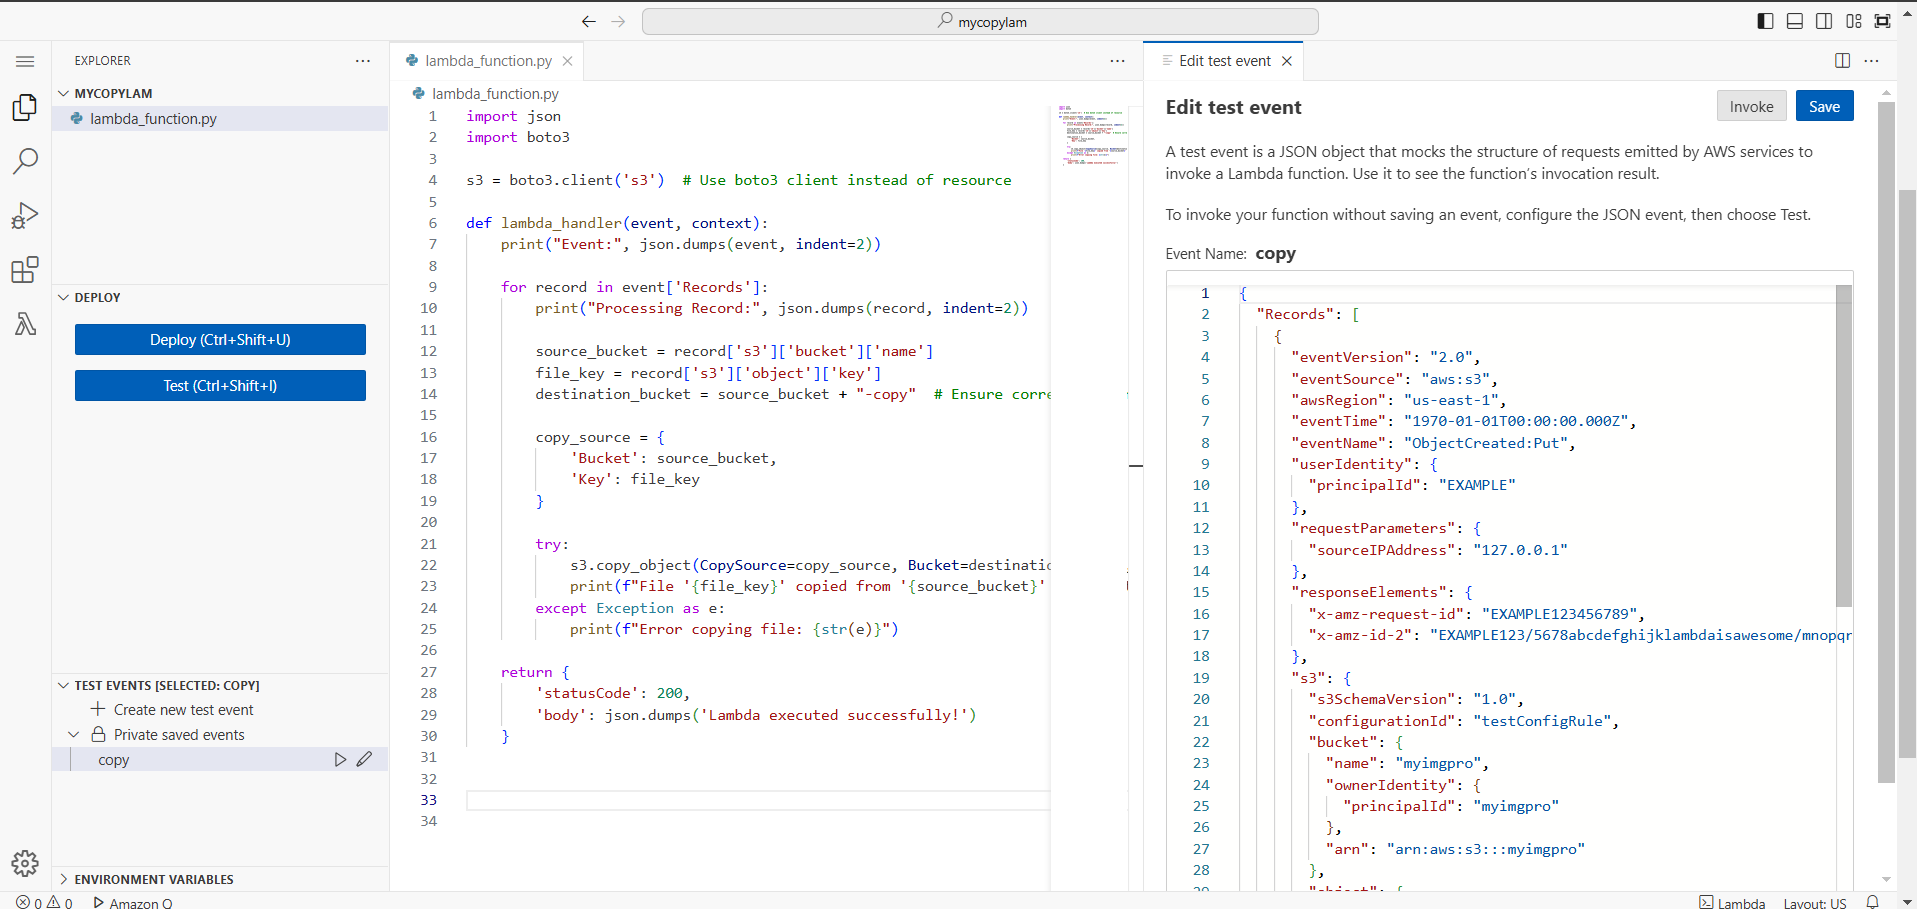 mycopylam
EXPLORER
MYCOPYLAM
lambda_function.py
DEPLOY
Deploy (Ctrl+Shift+U)
Test (Ctrl+Shift+I)
TEST EVENTS [SELECTED: COPY]
Create new test event
Private saved events
copy
ENVIRONMENT VARIABLES
lambda_function.py
lambda_function.py
1 import json
2 import boto3
3
4 s3 = boto3.client('s3')  # Use boto3 client instead of resource
5
6 def lambda_handler(event, context):
7 print("Event:", json.dumps(event, indent=2))
8
9 for record in event['Records']:
10 print("Processing Record:", json.dumps(record, indent=2))
11
12 source_bucket = record['s3']['bucket']['name']
13 file_key = record['s3']['object']['key']
14 destination_bucket = source_bucket + "-copy"  # Ensure corre
15
16 copy_source = {
17 'Bucket': source_bucket,
18 'Key': file_key
19 }
20
21 try:
22 s3.copy_object(CopySource=copy_source, Bucket=destinatio
23 print(f"File '{file_key}' copied from '{source_bucket}'
24 except Exception as e:
25 print(f"Error copying file: {str(e)}")
26
27 return {
28 'statusCode': 200,
29 'body': json.dumps('Lambda executed successfully!')
30 }
31
32
33
34
Edit test event
Edit test event
Invoke
Save
A test event is a JSON object that mocks the structure of requests emitted by AWS services to
invoke a Lambda function. Use it to see the function's invocation result.
To invoke your function without saving an event, configure the JSON event, then choose Test.
Event Name: copy
1 {
2 "Records": [
3 {
4 "eventVersion": "2.0",
5 "eventSource": "aws:s3",
6 "awsRegion": "us-east-1",
7 "eventTime": "1970-01-01T00:00:00.000Z",
8 "eventName": "ObjectCreated:Put",
9 "userIdentity": {
10 "principalId": "EXAMPLE"
11 },
12 "requestParameters": {
13 "sourceIPAddress": "127.0.0.1"
14 },
15 "responseElements": {
16 "x-amz-request-id": "EXAMPLE123456789",
17 "x-amz-id-2": "EXAMPLE123/5678abcdefghijklambdaisawesome/mnopqr
18 },
19 "s3": {
20 "s3SchemaVersion": "1.0",
21 "configurationId": "testConfigRule",
22 "bucket": {
23 "name": "myimgpro",
24 "ownerIdentity": {
25 "principalId": "myimgpro"
26 },
27 "arn": "arn:aws:s3:::myimgpro"
28 },
29 "object": {
0 0 Amazon Q
Lambda Layout: US